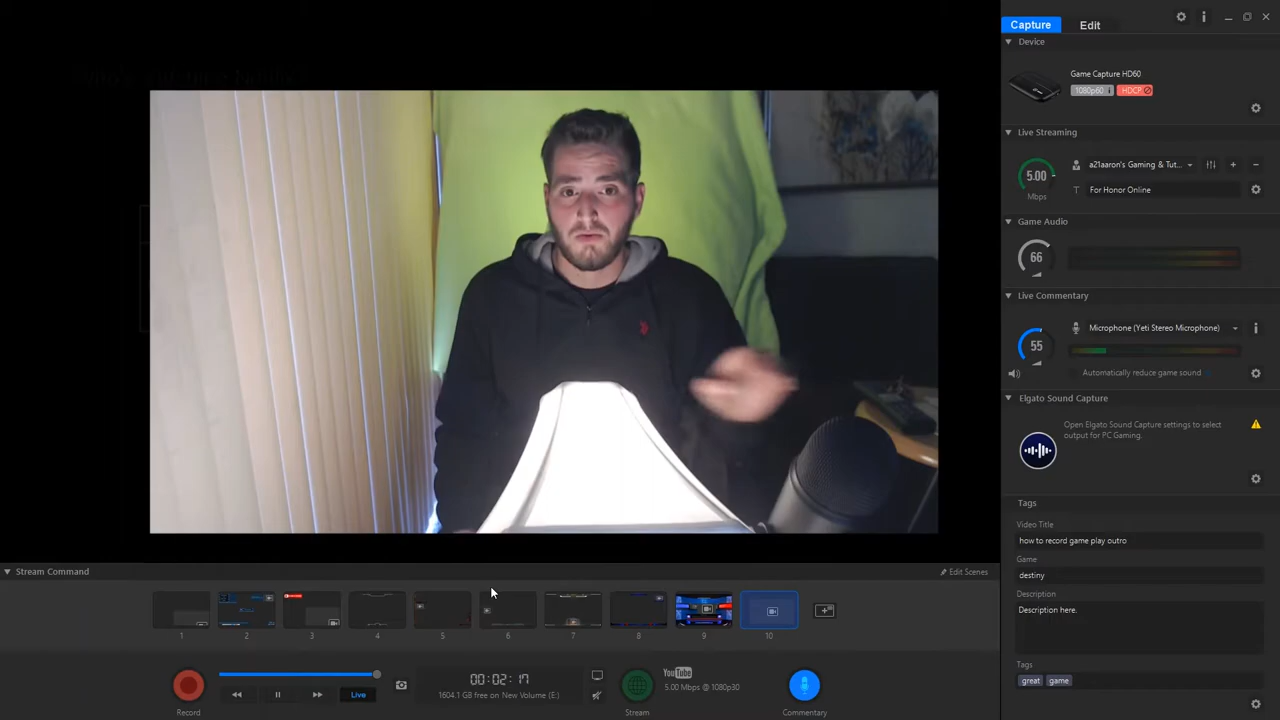 Capture
Edit
Device
Game Capture HD60
1080p60 i
HDCP
Live Streaming
5.00
Mbps
a21aaron's Gaming & Tut...
T For Honor Online
Game Audio
66
Live Commentary
55
Microphone (Yeti Stereo Microphone)
Automatically reduce game sound
Elgato Sound Capture
Open Elgato Sound Capture settings to select
output for PC Gaming.
Tags
Video Title
how to record game play outro
Game
destiny
Description
Description here.
Tags
great game
Stream Command
Edit Scenes
1 2 3 4 5 6 7 8 9 10
Record
Live
00:02:17
1604.1 GB free on New Volume (E:)
Stream
YouTube
5.00 Mbps @ 1080p30
Commentary